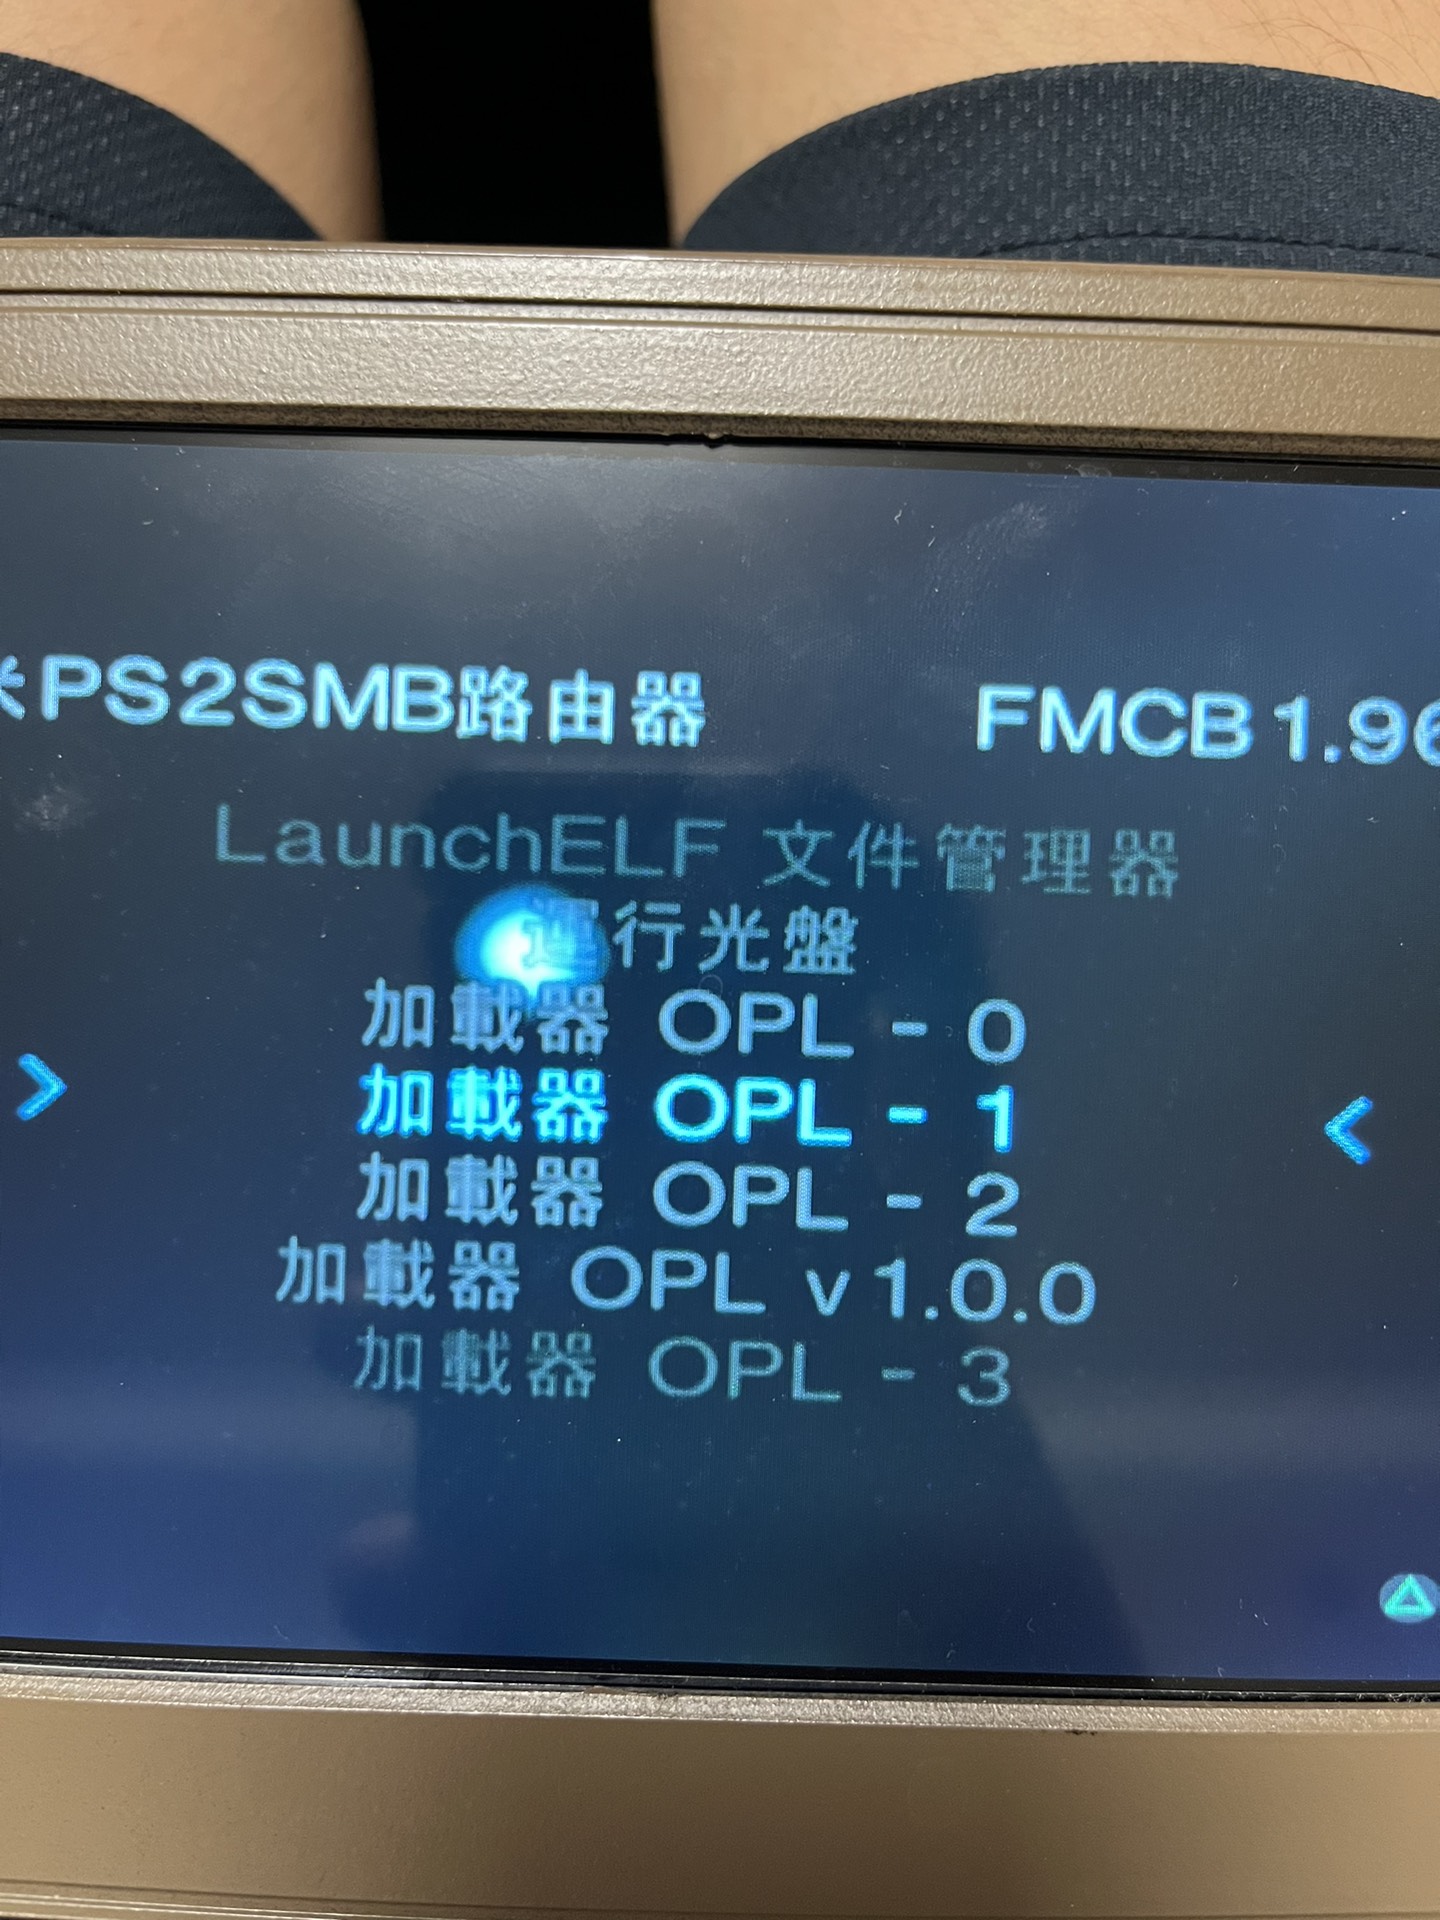 PS2SMB路由器
FMCB 1.96
LaunchELF 文件管理器
運行光盤
加載器 OPL - 0
加載器 OPL - 1
加載器 OPL - 2
加載器 OPL v1.0.0
加載器 OPL - 3